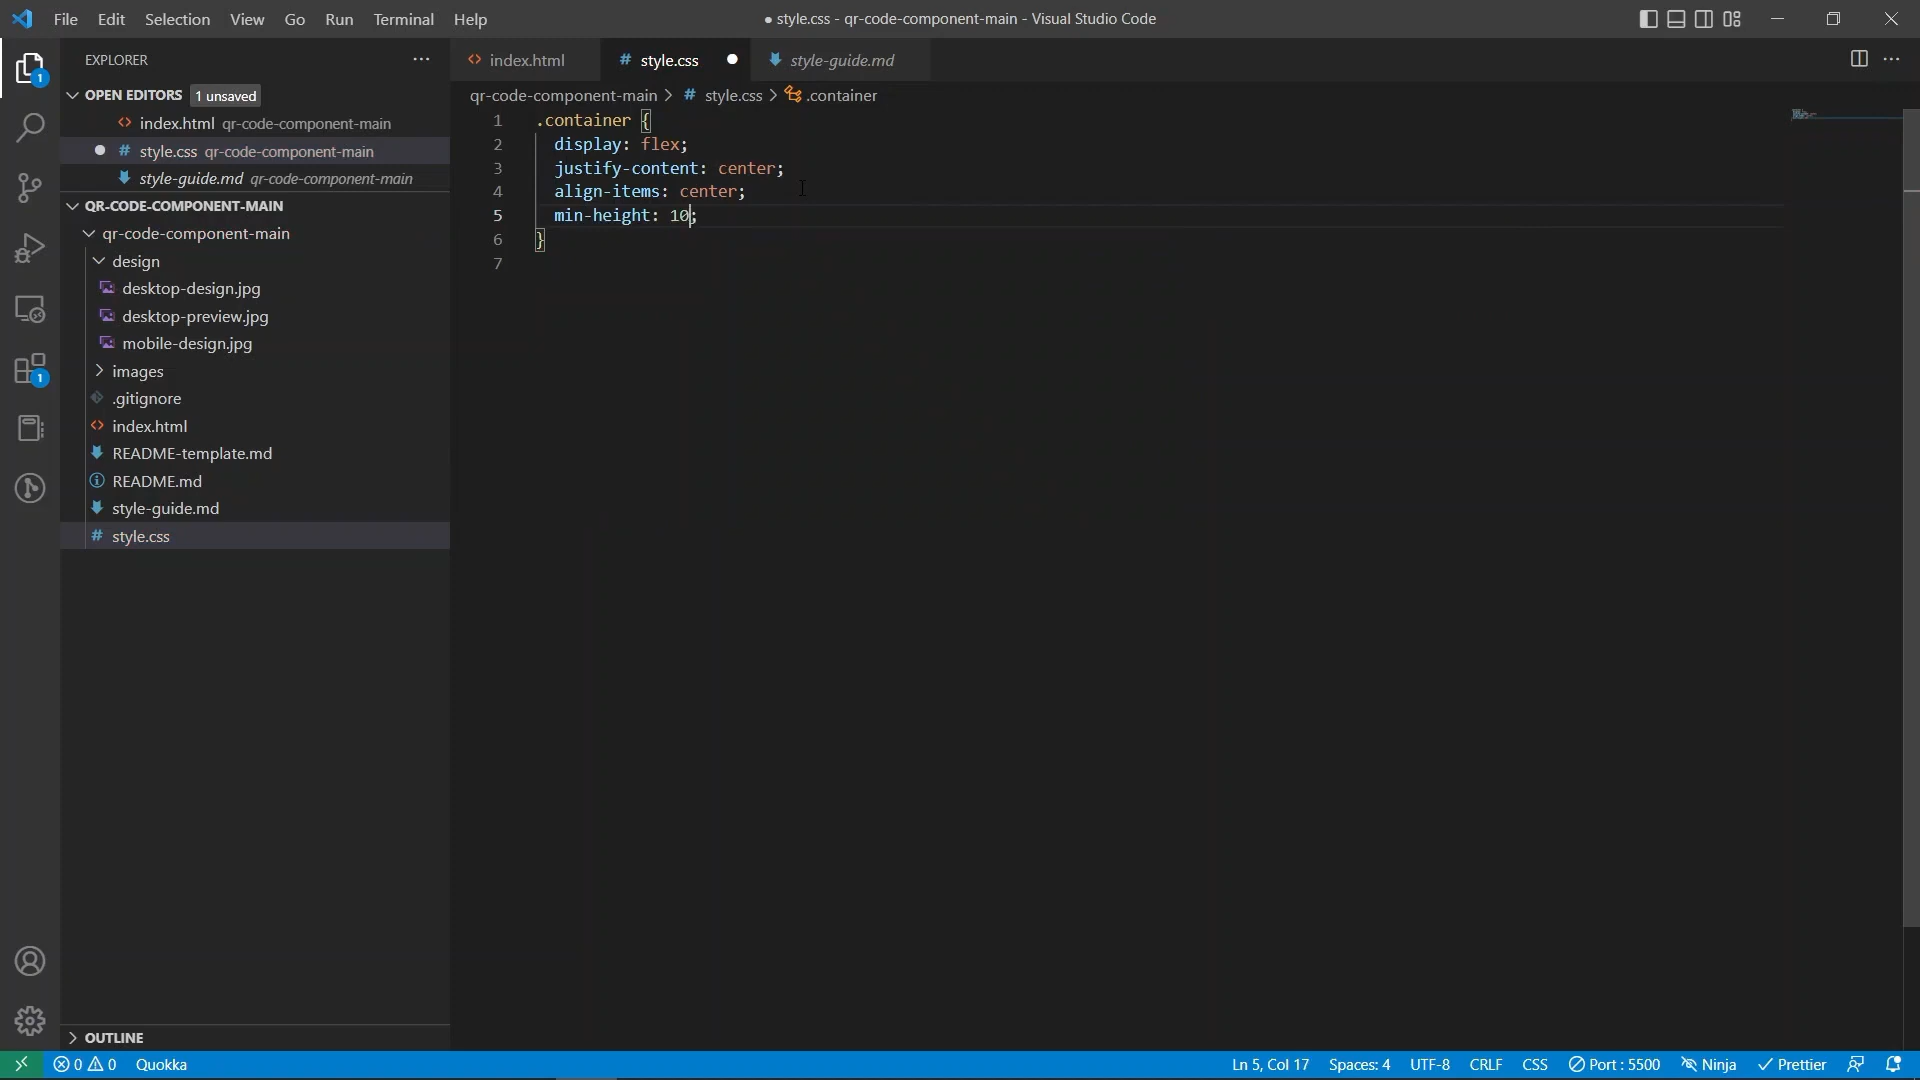 File Edit Selection View Go Run Terminal Help
● style.css - qr-code-component-main - Visual Studio Code
EXPLORER
OPEN EDITORS 1 unsaved
index.html qr-code-component-main
style.css qr-code-component-main
style-guide.md qr-code-component-main
QR-CODE-COMPONENT-MAIN
qr-code-component-main
design
desktop-design.jpg
desktop-preview.jpg
mobile-design.jpg
images
.gitignore
index.html
README-template.md
README.md
style-guide.md
style.css
OUTLINE
1
1
index.html # style.css style-guide.md
qr-code-component-main > # style.css > .container
1 .container {
2 display: flex;
3 justify-content: center;
4 align-items: center;
5 min-height: 10;
6 }
7
0 0 Quokka
Ln 5, Col 17 Spaces: 4 UTF-8 CRLF CSS Port : 5500 Ninja Prettier